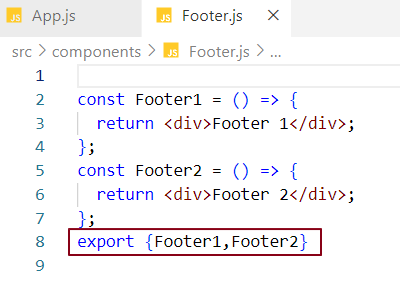 JS App.js JS Footer.js ×
src > components > JS Footer.js > ...
1
2 const Footer1 = () => {
3   return <div>Footer 1</div>;
4 };
5 const Footer2 = () => {
6   return <div>Footer 2</div>;
7 };
8 export {Footer1,Footer2}
9